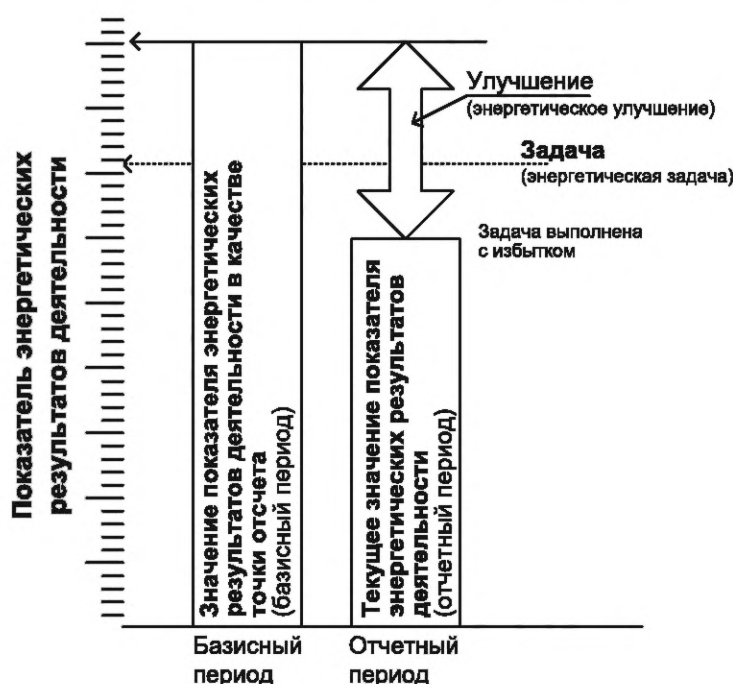 Показатель энергетических
результатов деятельности
Значение показателя энергетических
результатов деятельности в качестве
точки отсчета
(базисный период)
Текущее значение показателя
энергетических результатов
деятельности
(отчетный период)
Улучшение
(энергетическое улучшение)
Задача
(энергетическая задача)
Задача выполнена
с избытком
Базисный
период
Отчетный
период